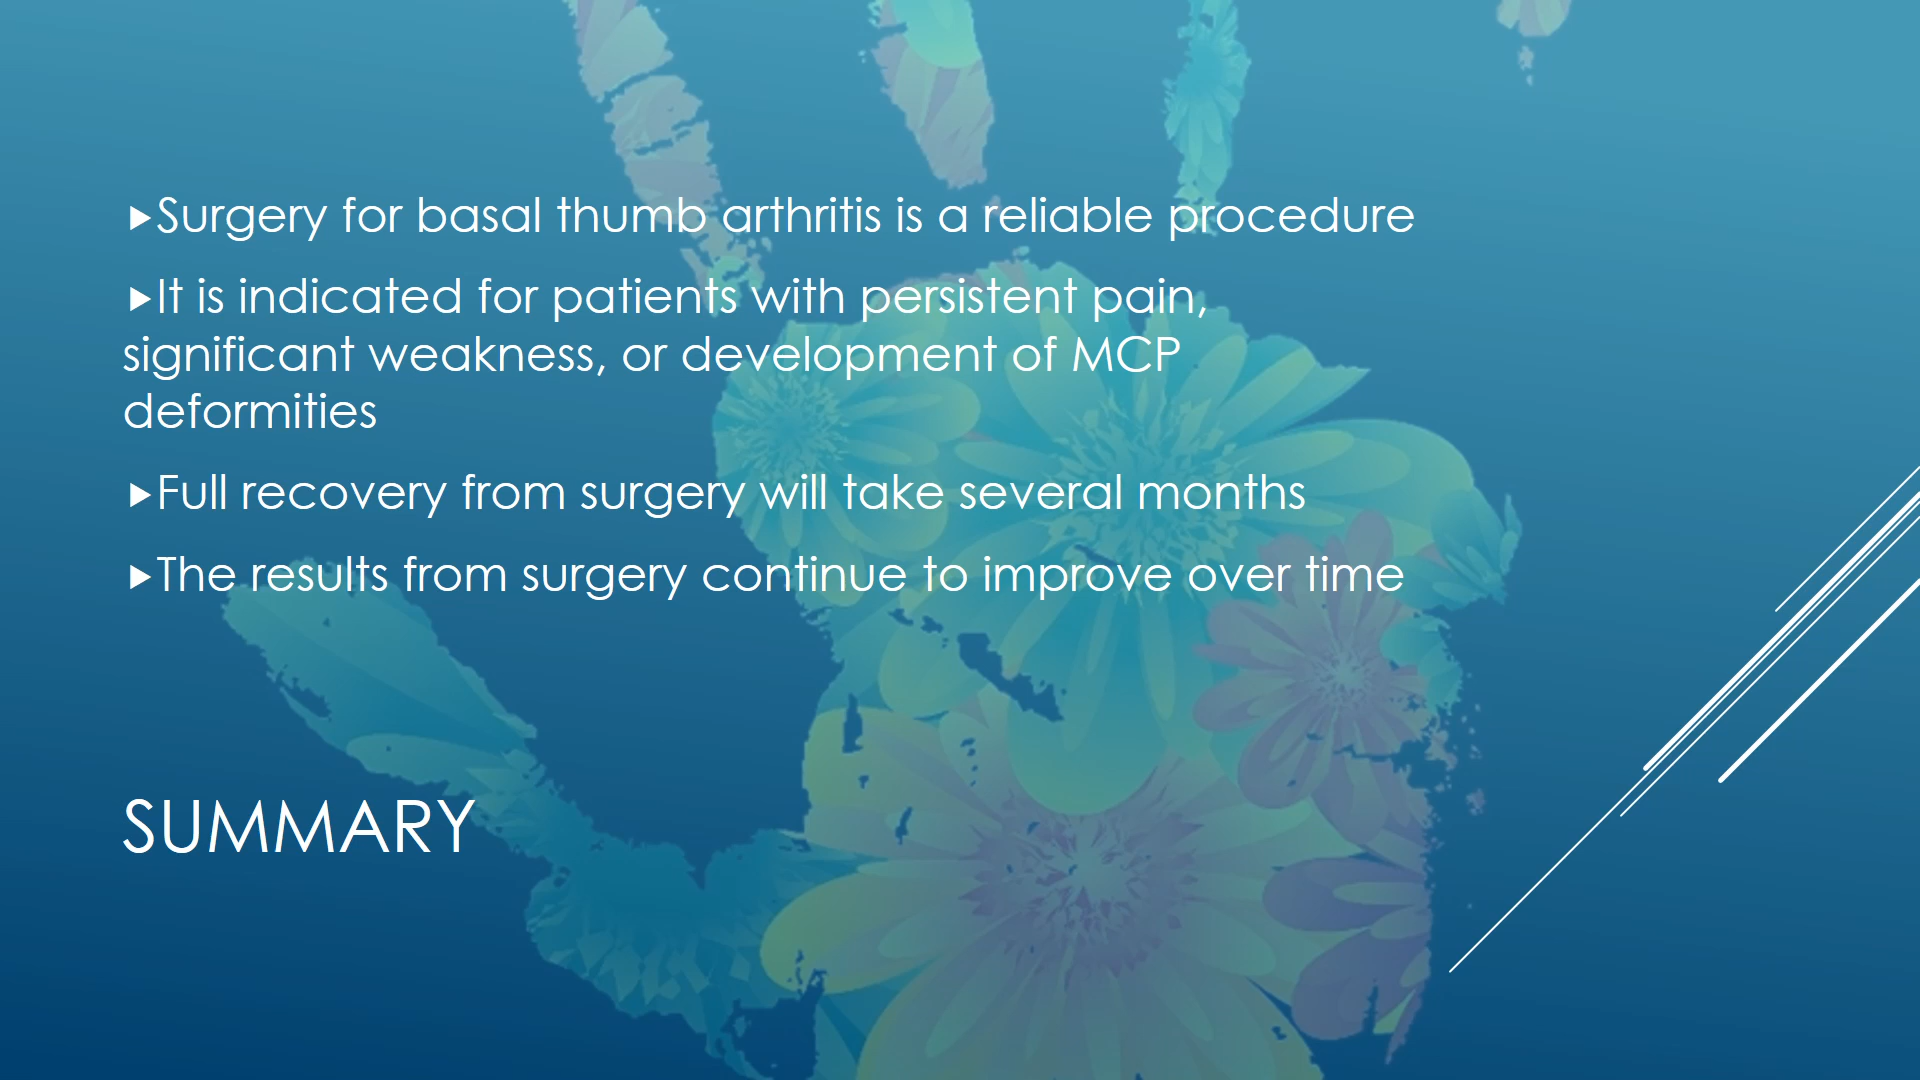 ▶Surgery for basal thumb arthritis is a reliable procedure
▶It is indicated for patients with persistent pain,
significant weakness, or development of MCP
deformities
▶Full recovery from surgery will take several months
▶The results from surgery continue to improve over time
SUMMARY